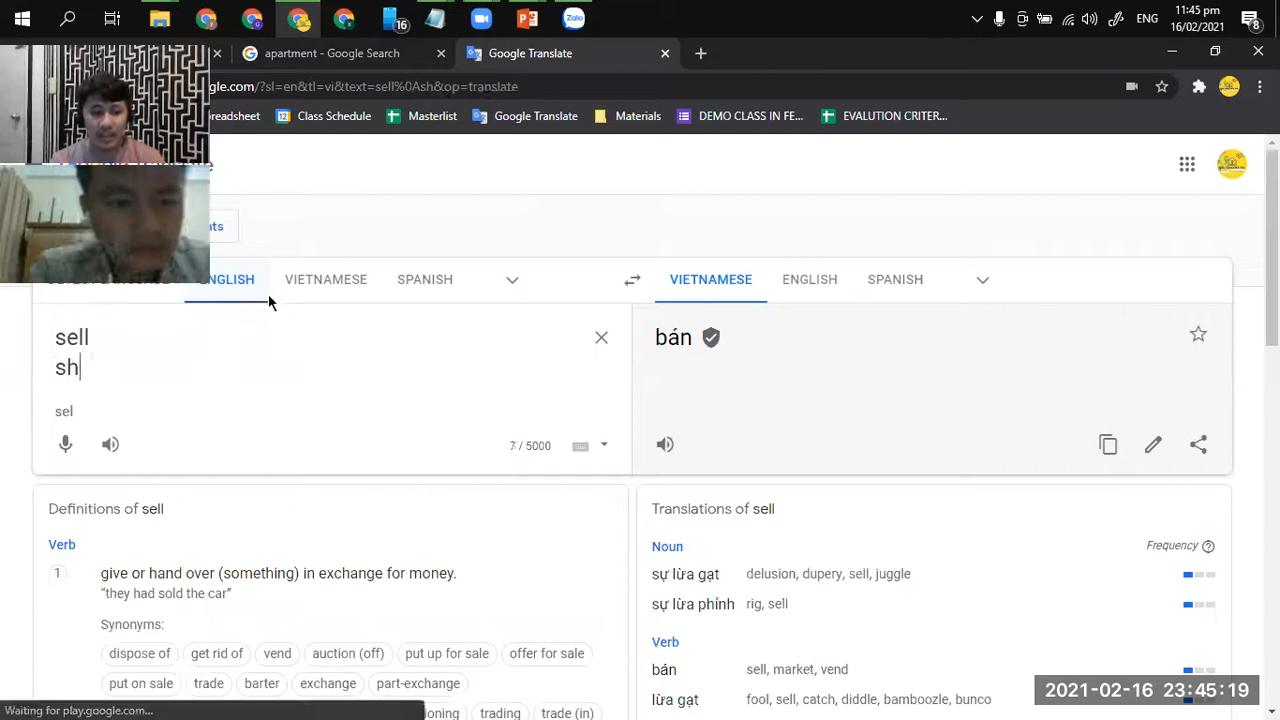 16
Zalo
ENG
11:45 pm
16/02/2021
8
apartment - Google Search
Google Translate
gle.com/?sl=en&tl=vi&text=sell%0Ash&op=translate
readsheet
Class Schedule
Masterlist
Google Translate
Materials
DEMO CLASS IN FE...
EVALUTION CRITER...
nts
ENGLISH
VIETNAMESE
SPANISH
VIETNAMESE
ENGLISH
SPANISH
sell
sh
bán
sel
7 / 5000
Definitions of sell
Verb
1
give or hand over (something) in exchange for money.
“they had sold the car”
Synonyms:
dispose of
get rid of
vend
auction (off)
put up for sale
offer for sale
put on sale
trade
barter
exchange
part-exchange
trading
trade (in)
Translations of sell
Noun
Frequency
sự lừa gạt
delusion, dupery, sell, juggle
sự lừa phỉnh
rig, sell
Verb
bán
sell, market, vend
lừa gạt
fool, sell, catch, diddle, bamboozle, bunco
Waiting for play.google.com...
2021-02-16 23:45:19